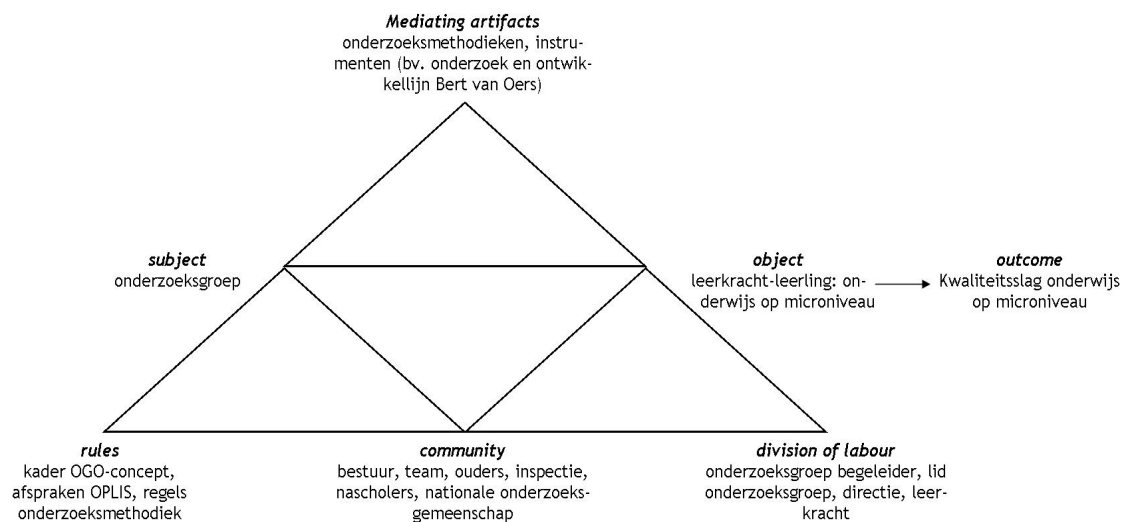 Mediating artifacts
onderzoeksmethodieken, instru-
menten (bv. onderzoek en ontwik-
kellijn Bert van Oers)
subject
onderzoeksgroep
object
leerkracht-leerling: on-
derwijs op microniveau
outcome
Kwaliteitsslag onderwijs
op microniveau
rules
kader OGO-concept,
afspraken OPLIS, regels
onderzoeksmethodiek
community
bestuur, team, ouders, inspectie,
nascholers, nationale onderzoeks-
gemeenschap
division of labour
onderzoeksgroep begeleider, lid
onderzoeksgroep, directie, leer-
kracht